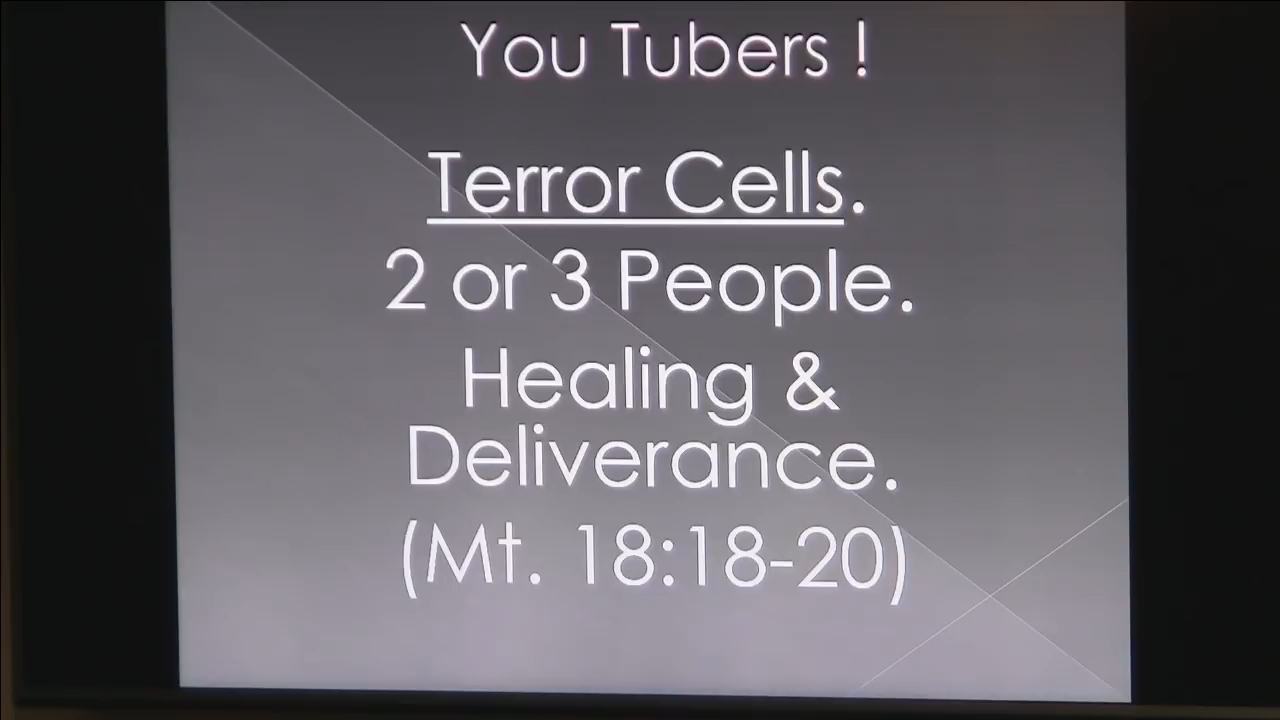 You Tubers !
Terror Cells.
2 or 3 People.
Healing &
Deliverance.
(Mt. 18:18-20)